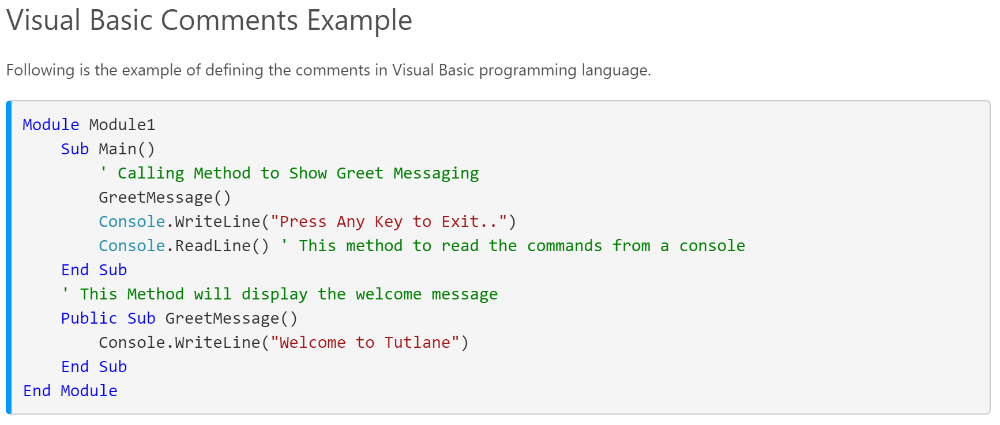 Visual Basic Comments Example
Following is the example of defining the comments in Visual Basic programming language.
Module Module1
    Sub Main()
        ' Calling Method to Show Greet Messaging
        GreetMessage()
        Console.WriteLine("Press Any Key to Exit..")
        Console.ReadLine() ' This method to read the commands from a console
    End Sub
    ' This Method will display the welcome message
    Public Sub GreetMessage()
        Console.WriteLine("Welcome to Tutlane")
    End Sub
End Module